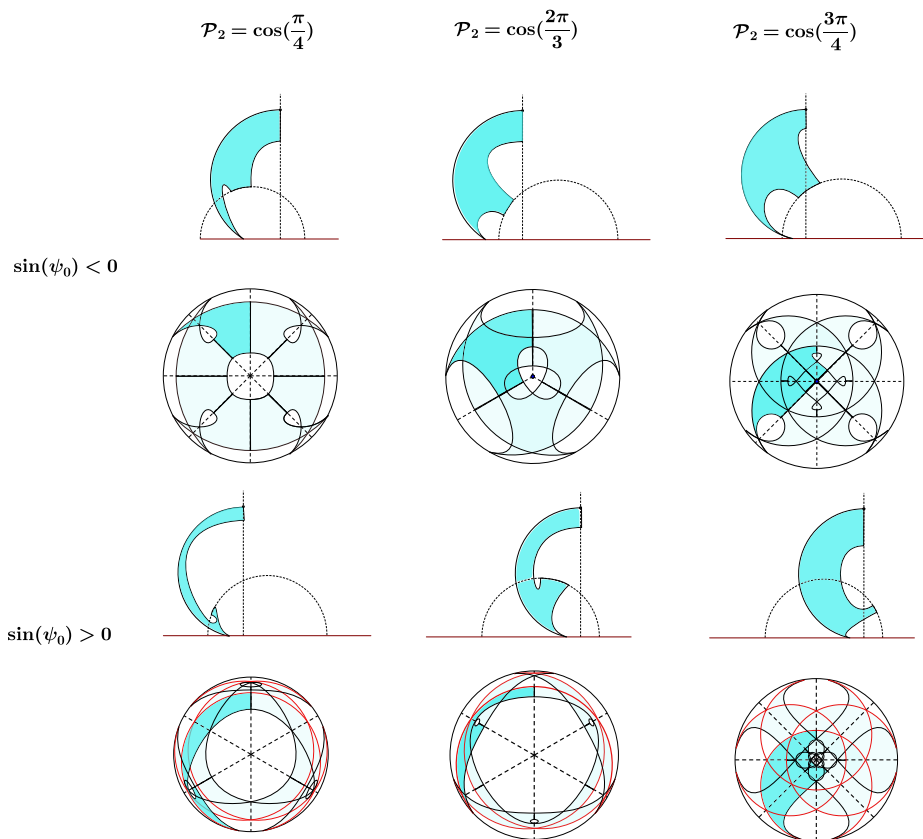 𝒫₂ = cos(π/4)
𝒫₂ = cos(2π/3)
𝒫₂ = cos(3π/4)
sin(ψ₀) < 0
sin(ψ₀) > 0